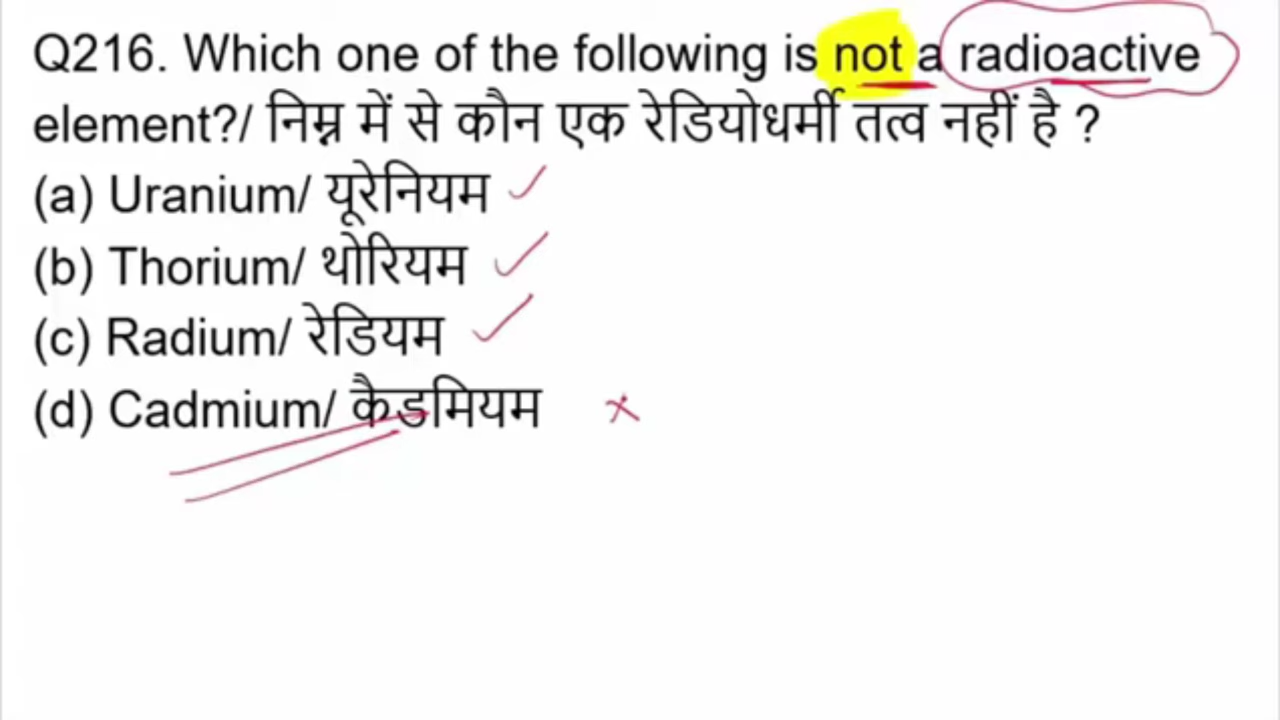 Q216. Which one of the following is not a radioactive
element?/ निम्न में से कौन एक रेडियोधर्मी तत्व नहीं है ?
(a) Uranium/ यूरेनियम
(b) Thorium/ थोरियम
(c) Radium/ रेडियम
(d) Cadmium/ कैडमियम